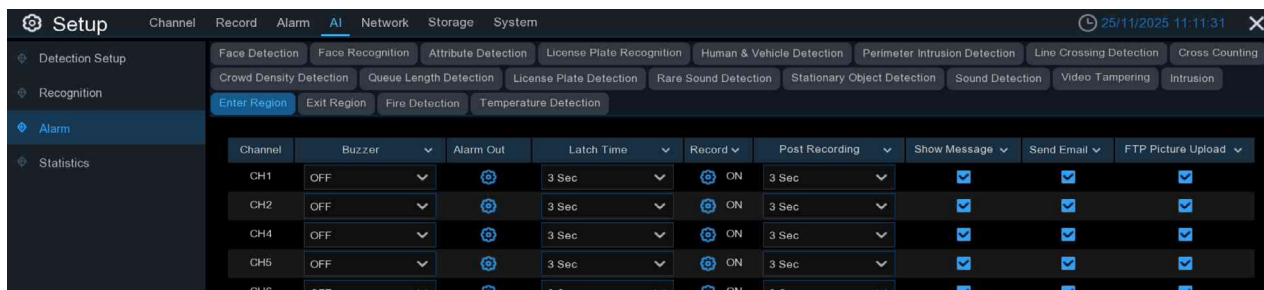 Setup Channel Record Alarm AI Network Storage System 25/11/2025 11:11:31
Detection Setup
Recognition
Alarm
Statistics
Face Detection Face Recognition Attribute Detection License Plate Recognition Human & Vehicle Detection Perimeter Intrusion Detection Line Crossing Detection Cross Counting
Crowd Density Detection Queue Length Detection License Plate Detection Rare Sound Detection Stationary Object Detection Sound Detection Video Tampering Intrusion
Enter Region Exit Region Fire Detection Temperature Detection
Channel Buzzer Alarm Out Latch Time Record Post Recording Show Message Send Email FTP Picture Upload
CH1 OFF 3 Sec ON 3 Sec
CH2 OFF 3 Sec ON 3 Sec
CH4 OFF 3 Sec ON 3 Sec
CH5 OFF 3 Sec ON 3 Sec